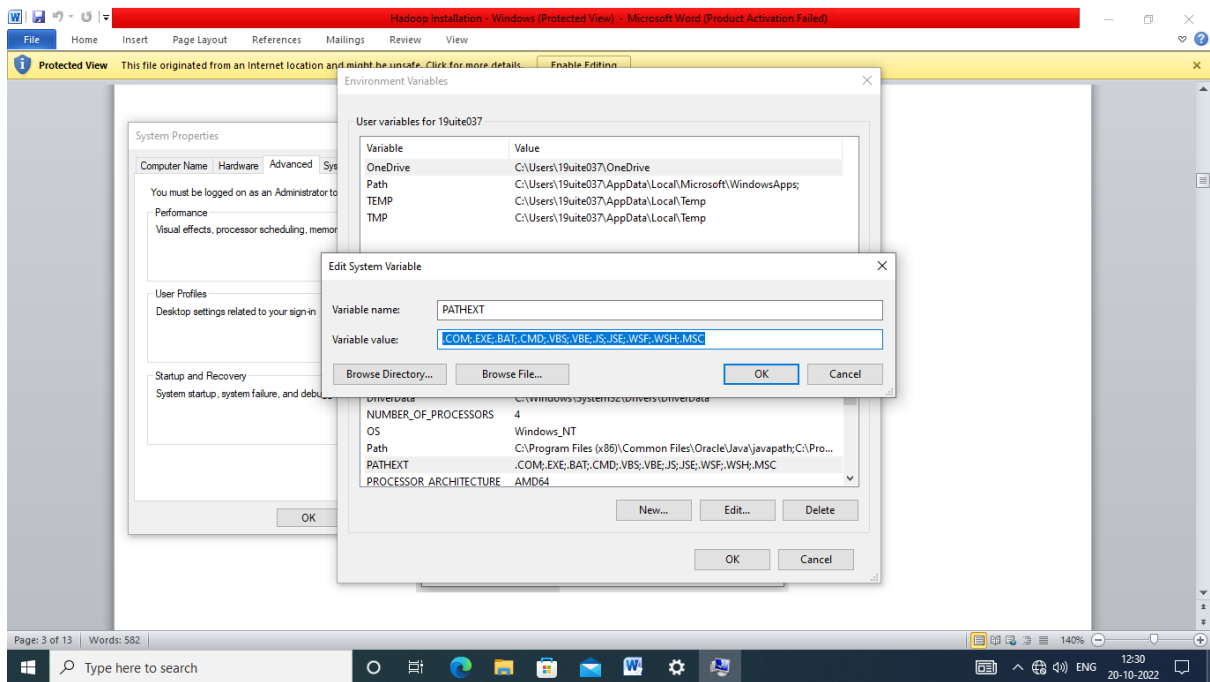 Hadoop Installation - Windows (Protected View) - Microsoft Word (Product Activation Failed)
File Home Insert Page Layout References Mailings Review View
Protected View This file originated from an Internet location and might be unsafe. Click for more details. Enable Editing
Environment Variables
User variables for 19uite037
Variable Value
OneDrive C:\Users\19uite037\OneDrive
Path C:\Users\19uite037\AppData\Local\Microsoft\WindowsApps;
TEMP C:\Users\19uite037\AppData\Local\Temp
TMP C:\Users\19uite037\AppData\Local\Temp
System Properties
Computer Name Hardware Advanced Sys
You must be logged on as an Administrator to
Performance
Visual effects, processor scheduling, memor
User Profiles
Desktop settings related to your sign-in
Startup and Recovery
System startup, system failure, and debu
OK
Edit System Variable
Variable name: PATHEXT
Variable value: .COM;.EXE;.BAT;.CMD;.VBS;.VBE;.JS;.JSE;.WSF;.WSH;.MSC
Browse Directory... Browse File... OK Cancel
DriverData C:\Windows\System32\Drivers\DriverData
NUMBER_OF_PROCESSORS 4
OS Windows_NT
Path C:\Program Files (x86)\Common Files\Oracle\Java\javapath;C:\Pro...
PATHEXT .COM;.EXE;.BAT;.CMD;.VBS;.VBE;.JS;.JSE;.WSF;.WSH;.MSC
PROCESSOR_ARCHITECTURE AMD64
New... Edit... Delete
OK Cancel
Page: 3 of 13 Words: 582 140%
Type here to search
ENG 12:30
20-10-2022